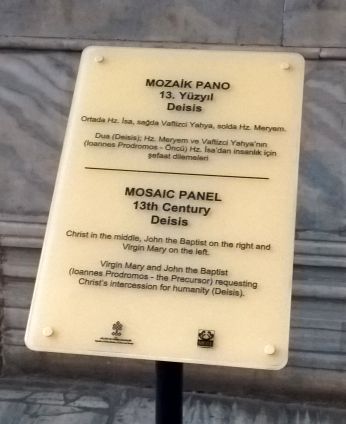 MOZAİK PANO
13. Yüzyıl
Deisis
Ortada Hz. İsa, sağda Vaftizci Yahya, solda Hz. Meryem.
Dua (Deisis); Hz. Meryem ve Vaftizci Yahya'nın
(Ioannes Prodromos - Öncü) Hz. İsa'dan insanlık için
şefaat dilemeleri
MOSAIC PANEL
13th Century
Deisis
Christ in the middle, John the Baptist on the right and
Virgin Mary on the left.
Virgin Mary and John the Baptist
(Ioannes Prodromos - the Precursor) requesting
Christ's intercession for humanity (Deisis).